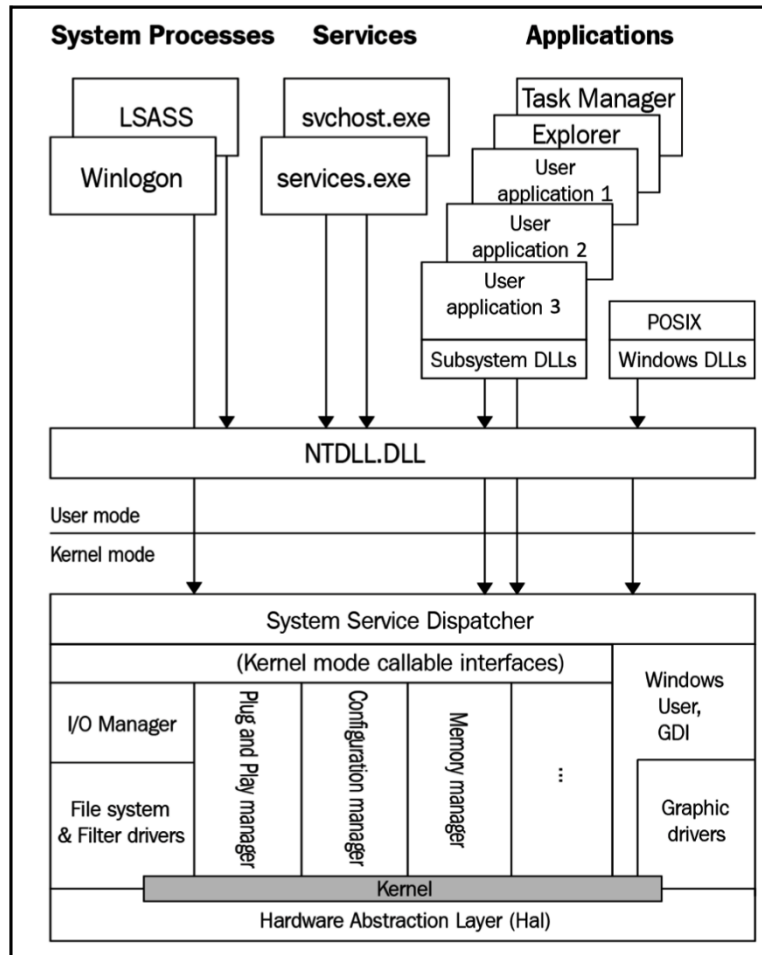 System Processes
Services
Applications
LSASS
Winlogon
svchost.exe
services.exe
Task Manager
Explorer
User
application 1
User
application 2
User
application 3
Subsystem DLLs
POSIX
Windows DLLs
NTDLL.DLL
User mode
Kernel mode
System Service Dispatcher
(Kernel mode callable interfaces)
I/O Manager
File system
& Filter drivers
Plug and Play manager
Configuration manager
Memory manager
...
Windows
User,
GDI
Graphic
drivers
Kernel
Hardware Abstraction Layer (Hal)